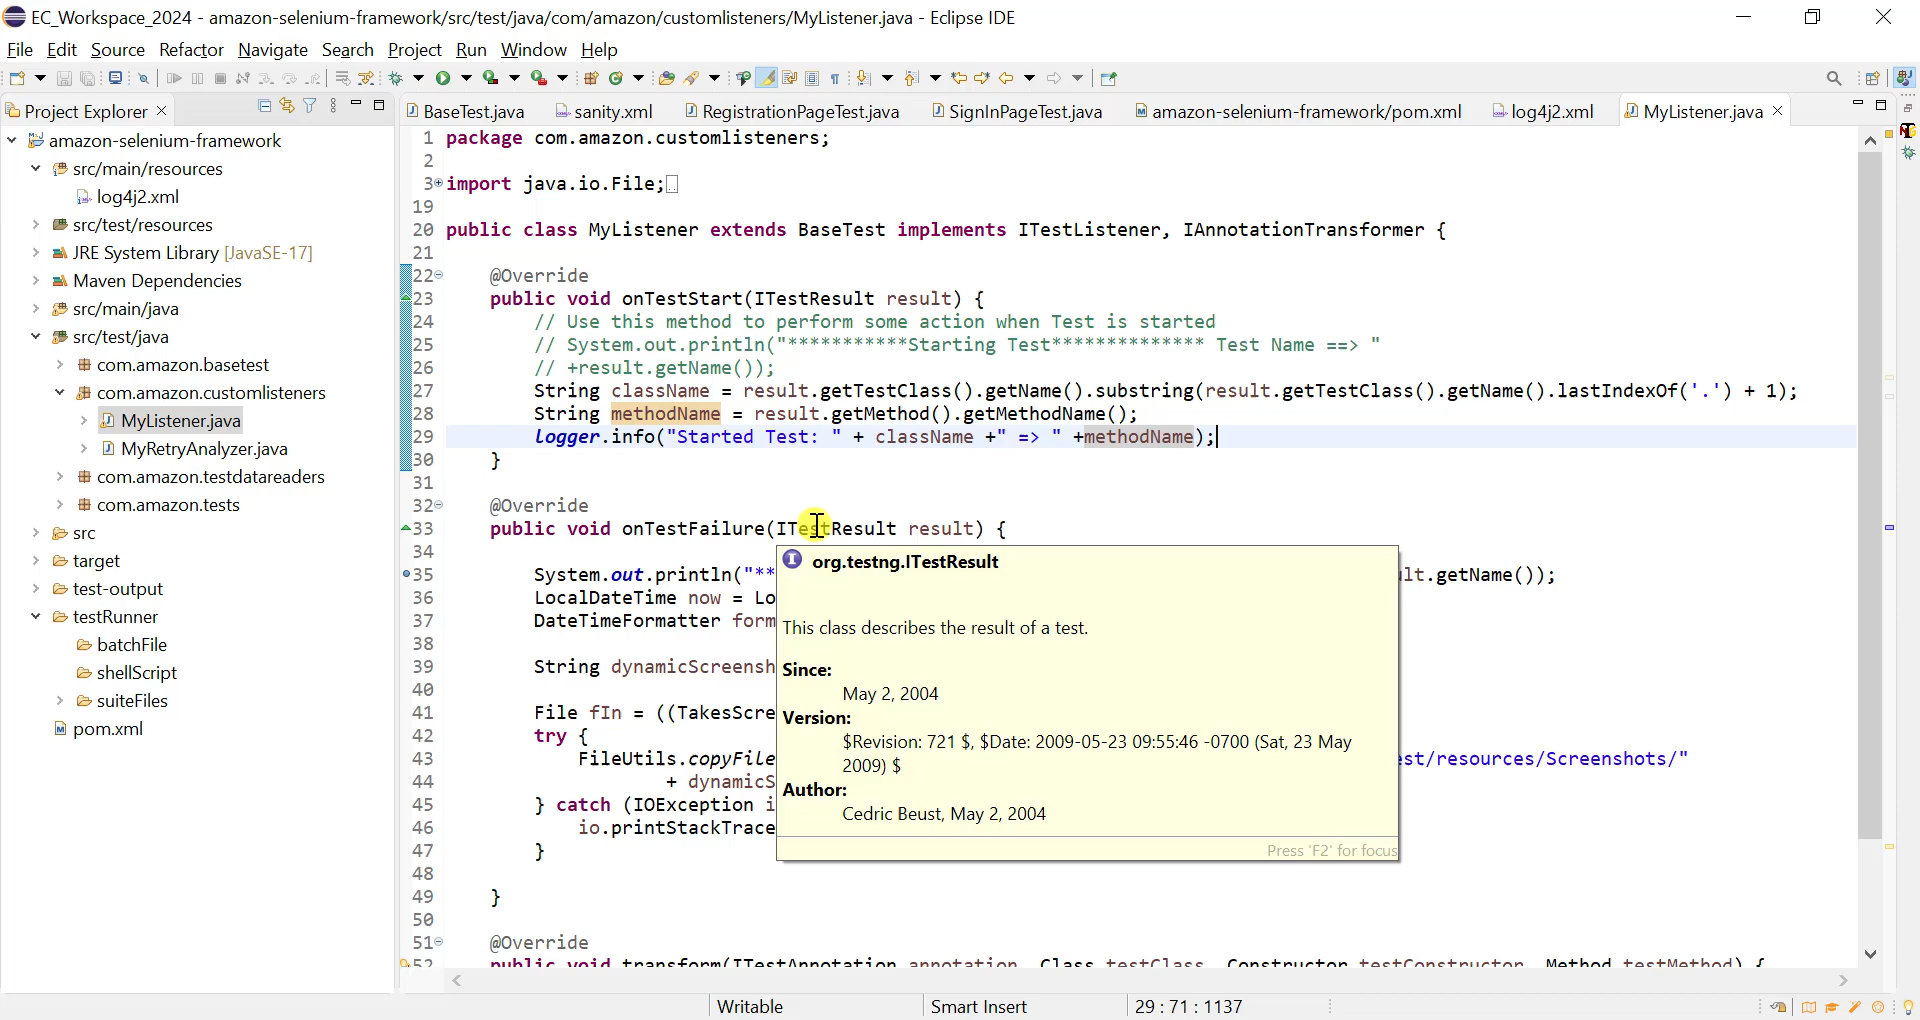 EC_Workspace_2024 - amazon-selenium-framework/src/test/java/com/amazon/customlisteners/MyListener.java - Eclipse IDE
File Edit Source Refactor Navigate Search Project Run Window Help
Project Explorer
BaseTest.java sanity.xml RegistrationPageTest.java SignInPageTest.java amazon-selenium-framework/pom.xml log4j2.xml MyListener.java
amazon-selenium-framework
src/main/resources
log4j2.xml
src/test/resources
JRE System Library [JavaSE-17]
Maven Dependencies
src/main/java
src/test/java
com.amazon.basetest
com.amazon.customlisteners
MyListener.java
MyRetryAnalyzer.java
com.amazon.testdatareaders
com.amazon.tests
src
target
test-output
testRunner
batchFile
shellScript
suiteFiles
pom.xml
1 package com.amazon.customlisteners;
2
3 import java.io.File;
19
20 public class MyListener extends BaseTest implements ITestListener, IAnnotationTransformer {
21
22 @Override
23 public void onTestStart(ITestResult result) {
24 // Use this method to perform some action when Test is started
25 // System.out.println("***********Starting Test************** Test Name ==> "
26 // +result.getName());
27 String className = result.getTestClass().getName().substring(result.getTestClass().getName().lastIndexOf('.') + 1);
28 String methodName = result.getMethod().getMethodName();
29 logger.info("Started Test: " + className +" => " +methodName);
30 }
31
32 @Override
33 public void onTestFailure(ITestResult result) {
34
35 System.out.println("** lt.getName());
36 LocalDateTime now = Lo
37 DateTimeFormatter form
38
39 String dynamicScreensh
40
41 File fIn = ((TakesScre
42 try {
43 FileUtils.copyFile est/resources/Screenshots/"
44 + dynamicS
45 } catch (IOException i
46 io.printStackTrace
47 }
48
49 }
50
51 @Override
52 public void transform(ITestAnnotation annotation, Class testClass, Constructor testConstructor, Method testMethod) {
org.testng.ITestResult
This class describes the result of a test.
Since:
May 2, 2004
Version:
$Revision: 721 $, $Date: 2009-05-23 09:55:46 -0700 (Sat, 23 May
2009) $
Author:
Cedric Beust, May 2, 2004
Press 'F2' for focus
Writable Smart Insert 29 : 71 : 1137